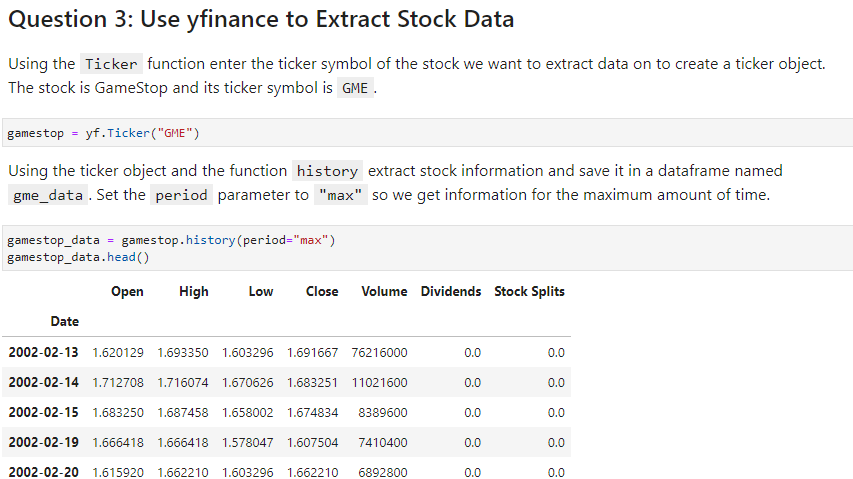 Question 3: Use yfinance to Extract Stock Data
Using the Ticker function enter the ticker symbol of the stock we want to extract data on to create a ticker object.
The stock is GameStop and its ticker symbol is GME .
gamestop = yf.Ticker("GME")
Using the ticker object and the function history extract stock information and save it in a dataframe named
gme_data . Set the period parameter to "max" so we get information for the maximum amount of time.
gamestop_data = gamestop.history(period="max")
gamestop_data.head()
Open High Low Close Volume Dividends Stock Splits
Date
2002-02-13 1.620129 1.693350 1.603296 1.691667 76216000 0.0 0.0
2002-02-14 1.712708 1.716074 1.670626 1.683251 11021600 0.0 0.0
2002-02-15 1.683250 1.687458 1.658002 1.674834 8389600 0.0 0.0
2002-02-19 1.666418 1.666418 1.578047 1.607504 7410400 0.0 0.0
2002-02-20 1.615920 1.662210 1.603296 1.662210 6892800 0.0 0.0